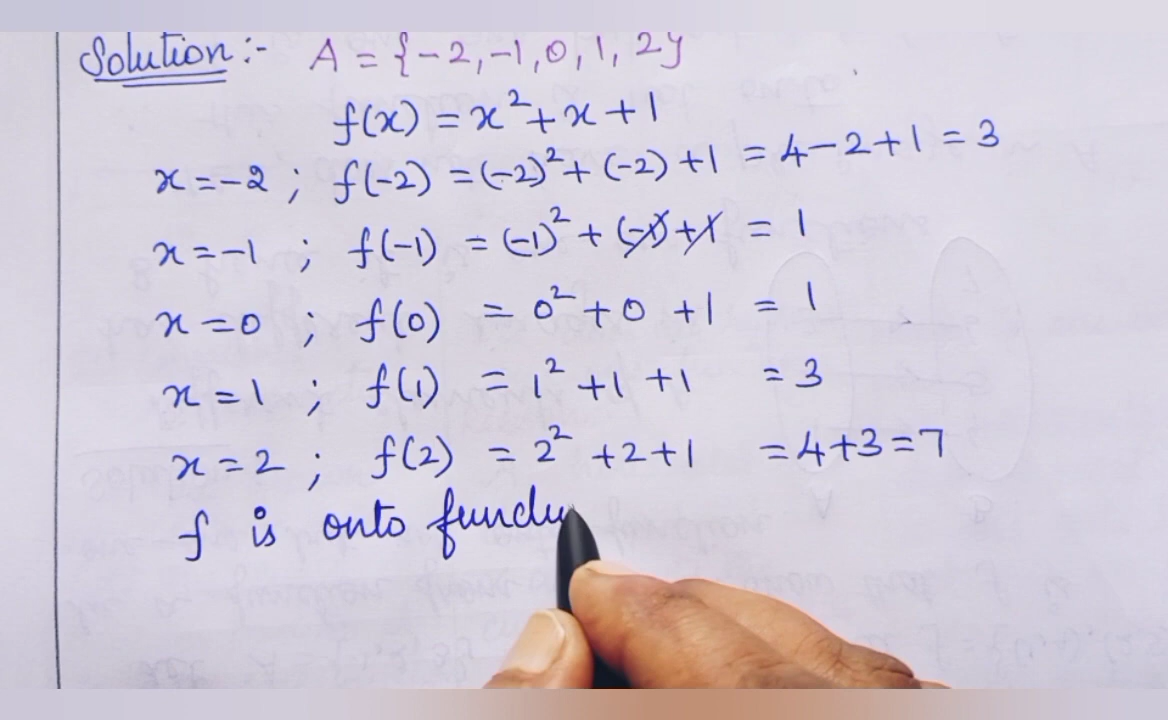 Solution :- A = {-2, -1, 0, 1, 2}
f(x) = x² + x + 1
x = -2 ; f(-2) = (-2)² + (-2) + 1 = 4 - 2 + 1 = 3
x = -1 ; f(-1) = (-1)² + (-1) + 1 = 1
x = 0 ; f(0) = 0² + 0 + 1 = 1
x = 1 ; f(1) = 1² + 1 + 1 = 3
x = 2 ; f(2) = 2² + 2 + 1 = 4 + 3 = 7
f is onto